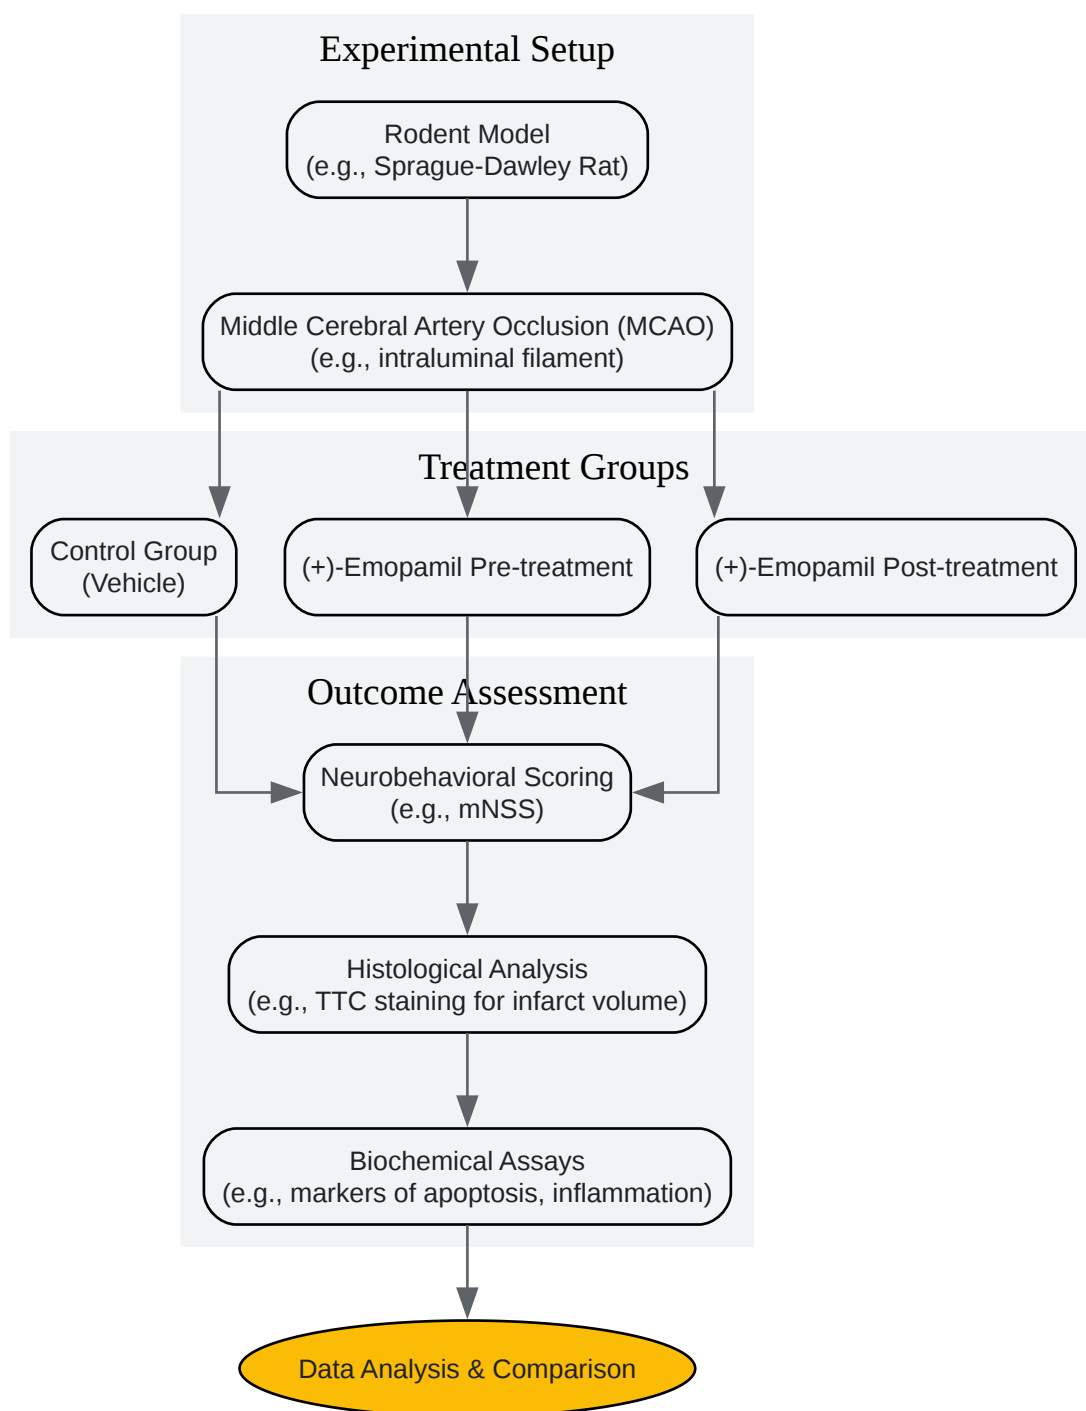 Experimental Setup
Rodent Model
(e.g., Sprague-Dawley Rat)
Middle Cerebral Artery Occlusion (MCAO)
(e.g., intraluminal filament)
Treatment Groups
Control Group
(Vehicle)
(+)-Emopamil Pre-treatment
(+)-Emopamil Post-treatment
Outcome Assessment
Neurobehavioral Scoring
(e.g., mNSS)
Histological Analysis
(e.g., TTC staining for infarct volume)
Biochemical Assays
(e.g., markers of apoptosis, inflammation)
Data Analysis & Comparison